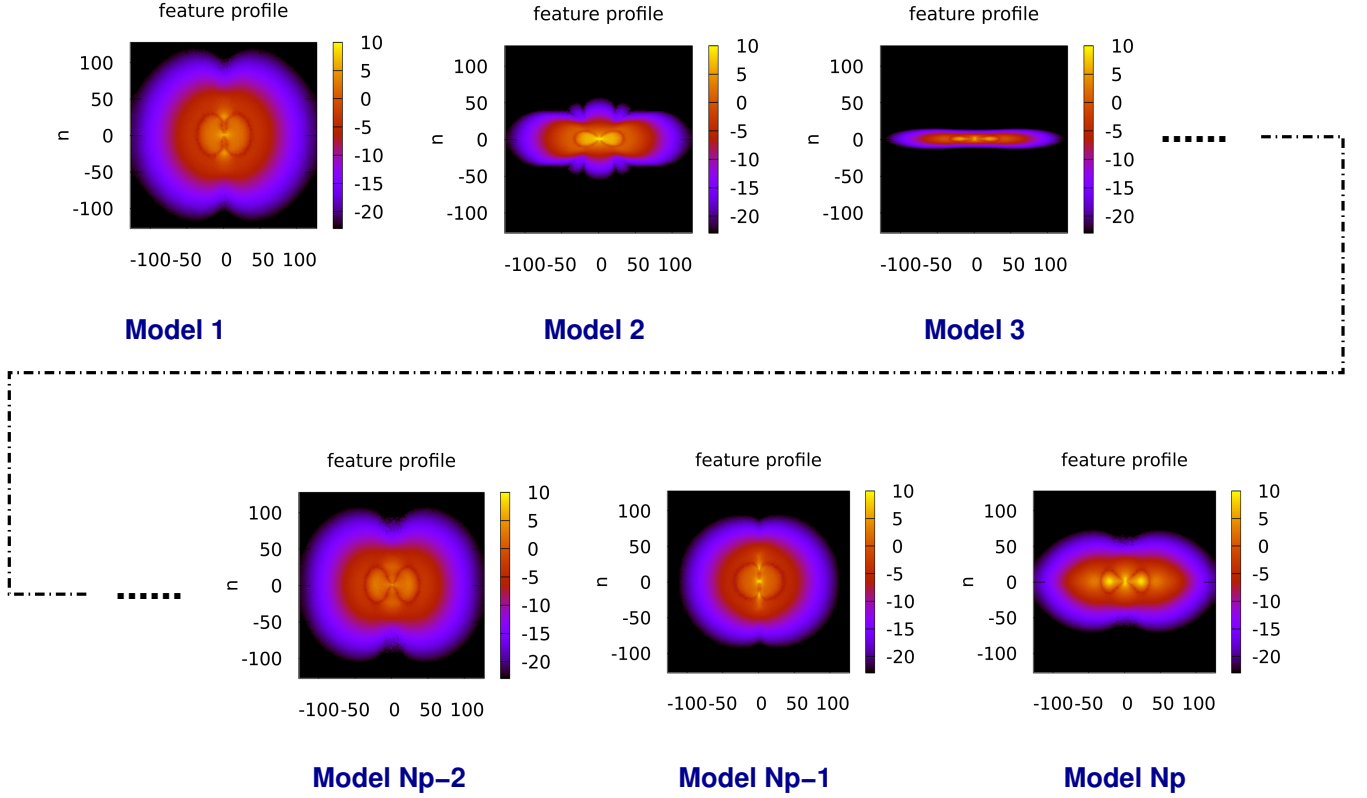 feature profile feature profile feature profile
10 10 10
100 5 100 5 100 5
50 0 50 0 50 0
n 0 -5 n 0 -5 n 0 -5
-50 -10 -50 -10 -50 -10
-100 -15 -100 -15 -100 -15
-20 -20 -20
-100 -50 0 50 100 -100 -50 0 50 100 -100 -50 0 50 100
Model 1 Model 2 Model 3
feature profile feature profile feature profile
10 10 10
100 5 100 5 100 5
50 0 50 0 50 0
n 0 -5 n 0 -5 n 0 -5
-50 -10 -50 -10 -50 -10
-100 -15 -100 -15 -100 -15
-20 -20 -20
-100 -50 0 50 100 -100 -50 0 50 100 -100 -50 0 50 100
Model Np−2 Model Np−1 Model Np